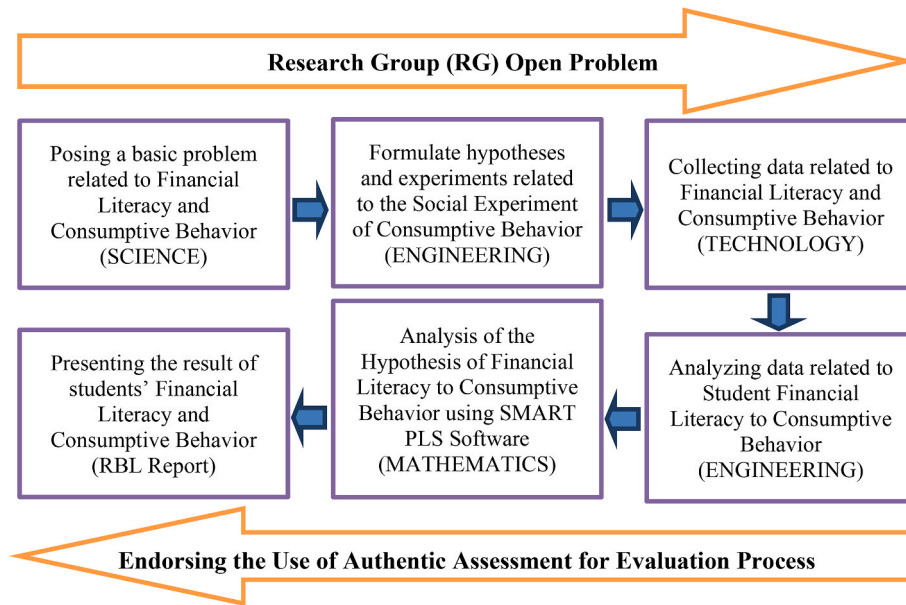 Research Group (RG) Open Problem
Posing a basic problem
related to Financial
Literacy and
Consumptive Behavior
(SCIENCE)
Formulate hypotheses
and experiments related
to the Social Experiment
of Consumptive Behavior
(ENGINEERING)
Collecting data related to
Financial Literacy and
Consumptive Behavior
(TECHNOLOGY)
Analyzing data related to
Student Financial
Literacy to Consumptive
Behavior
(ENGINEERING)
Analysis of the
Hypothesis of Financial
Literacy to Consumptive
Behavior using SMART
PLS Software
(MATHEMATICS)
Presenting the result of
students’ Financial
Literacy and
Consumptive Behavior
(RBL Report)
Endorsing the Use of Authentic Assessment for Evaluation Process